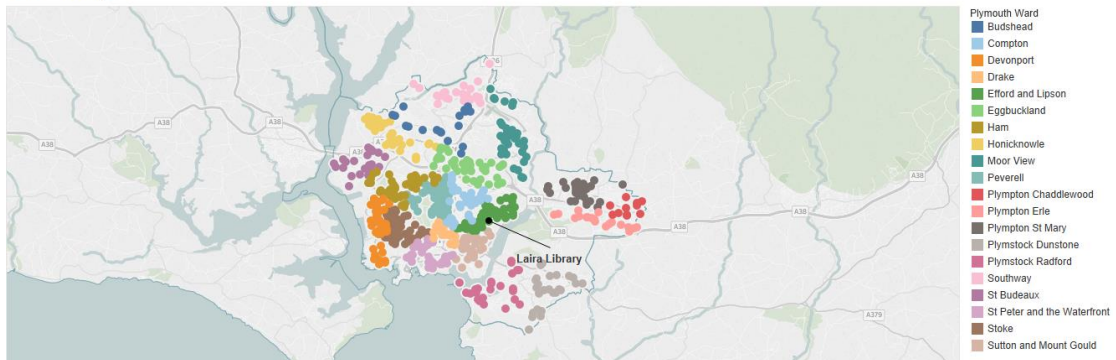 Plymouth Ward
Budshead
Compton
Devonport
Drake
Efford and Lipson
Eggbuckland
Ham
Honicknowle
Moor View
Peverell
Plympton Chaddlewood
Plympton Erle
Plympton St Mary
Plymstock Dunstone
Plymstock Radford
Southway
St Budeaux
St Peter and the Waterfront
Stoke
Sutton and Mount Gould
A38
A38
A38
A38
A38
A38
A38
Laira Library
A379